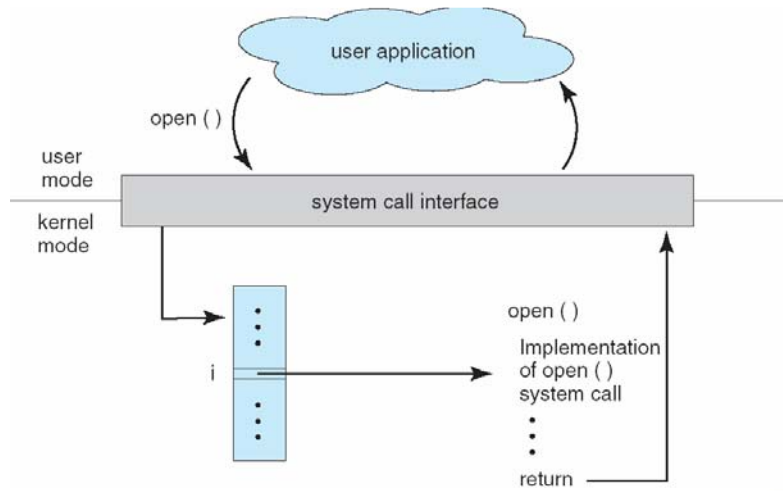 user application
open ( )
user
mode
system call interface
kernel
mode
open ( )
i
Implementation
of open ( )
system call
return